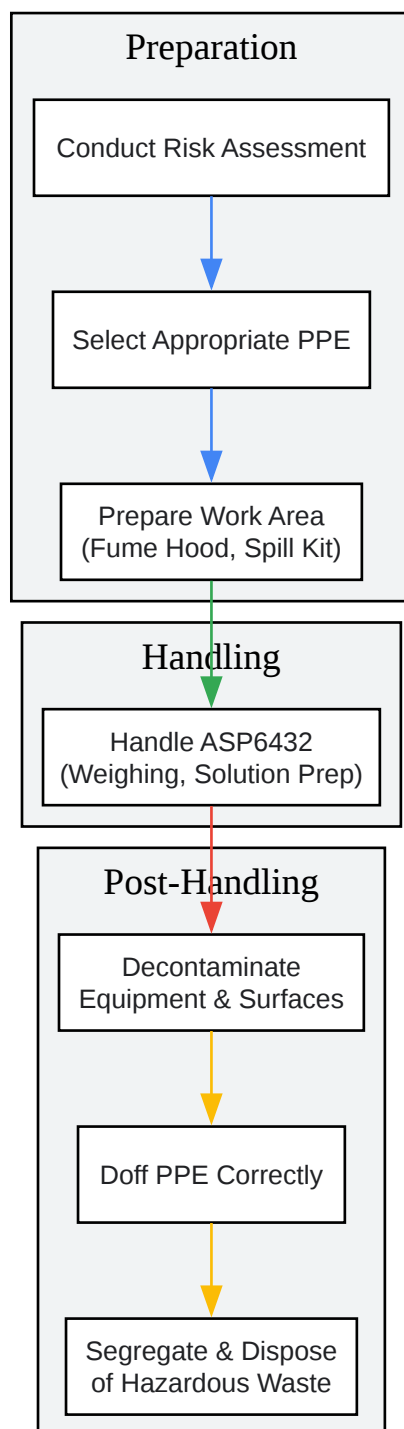 Preparation
Conduct Risk Assessment
Select Appropriate PPE
Prepare Work Area
(Fume Hood, Spill Kit)
Handling
Handle ASP6432
(Weighing, Solution Prep)
Post-Handling
Decontaminate
Equipment & Surfaces
Doff PPE Correctly
Segregate & Dispose
of Hazardous Waste